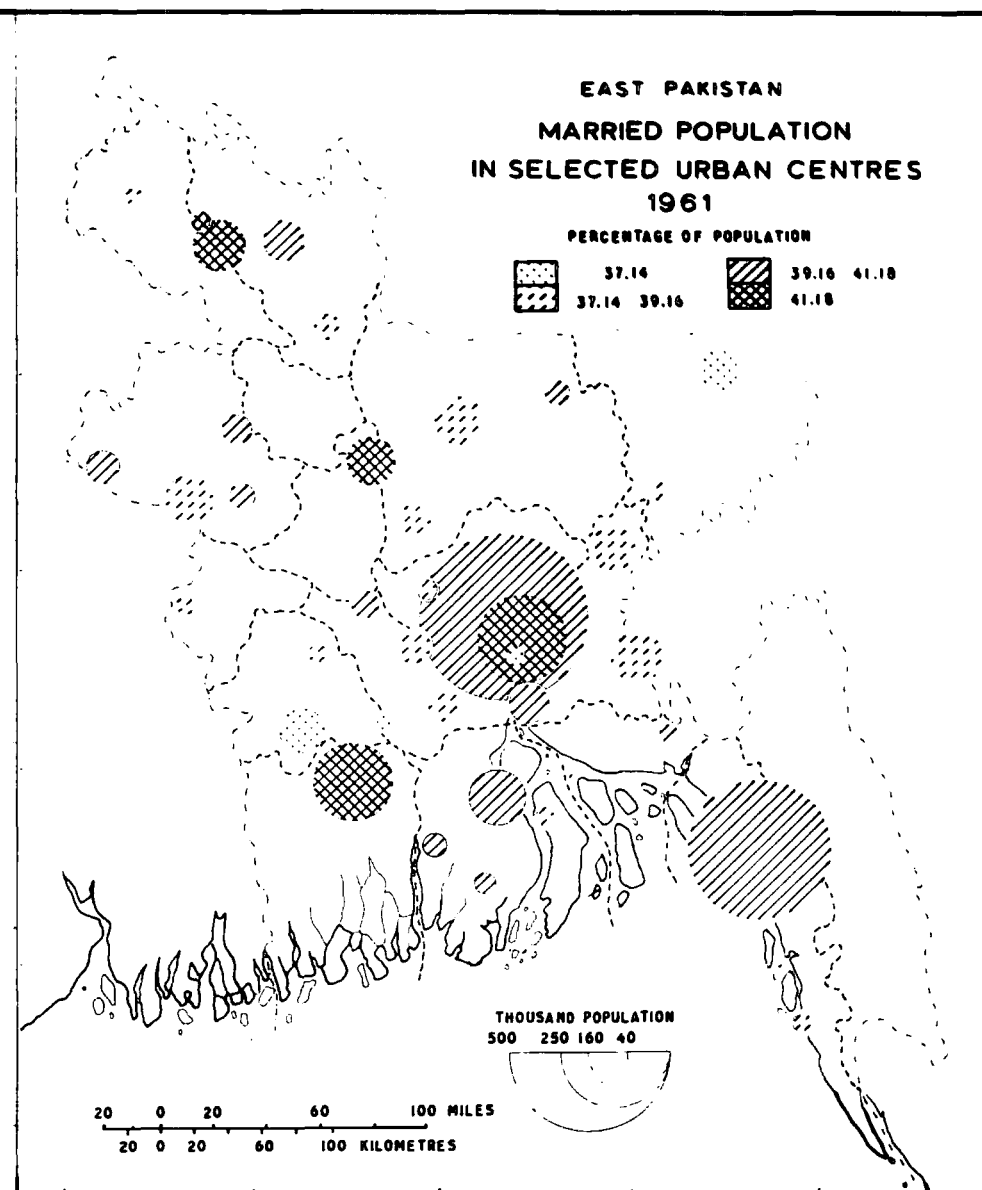 EAST PAKISTAN
MARRIED POPULATION
IN SELECTED URBAN CENTRES
1961
PERCENTAGE OF POPULATION
37.14
37.14 39.16
39.16 41.18
41.18
THOUSAND POPULATION
500 250 160 40
20 0 20 60 100 MILES
20 0 20 60 100 KILOMETRES